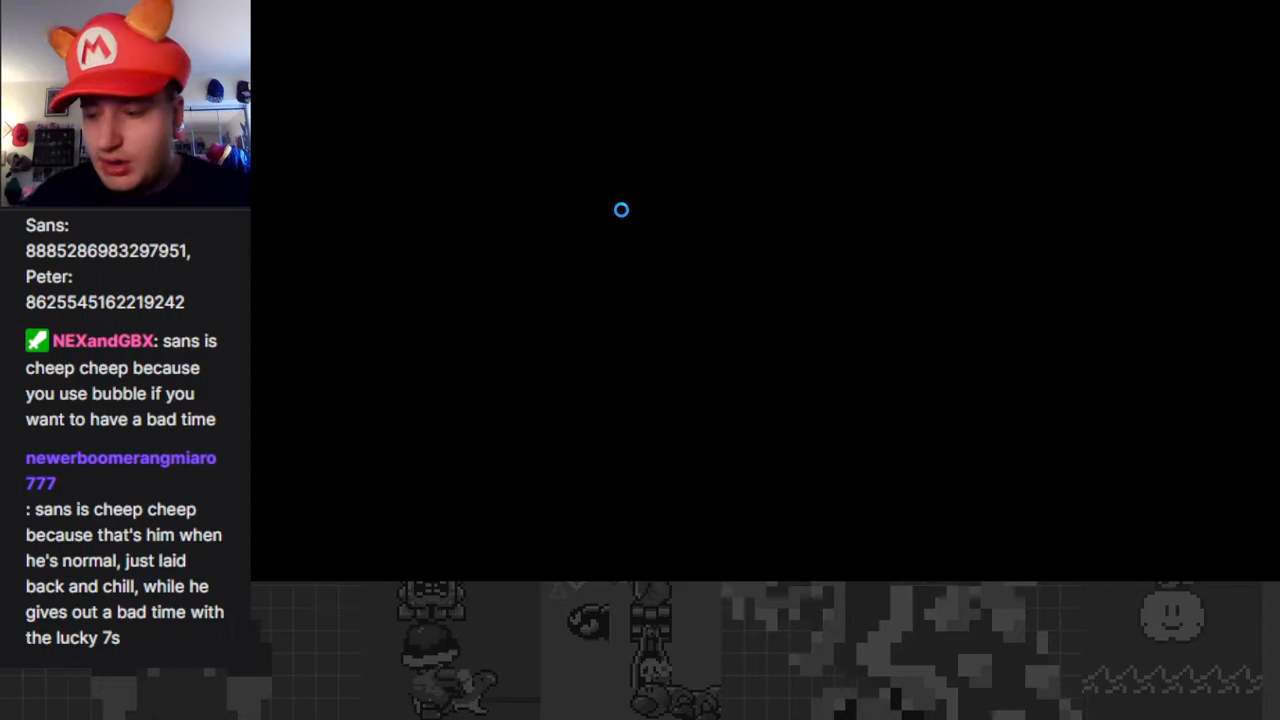 M
Sans:
8885286983297951,
Peter:
8625545162219242
NEXandGBX: sans is
cheep cheep because
you use bubble if you
want to have a bad time
newerboomerangmiaro
777
: sans is cheep cheep
because that's him when
he's normal, just laid
back and chill, while he
gives out a bad time with
the lucky 7s